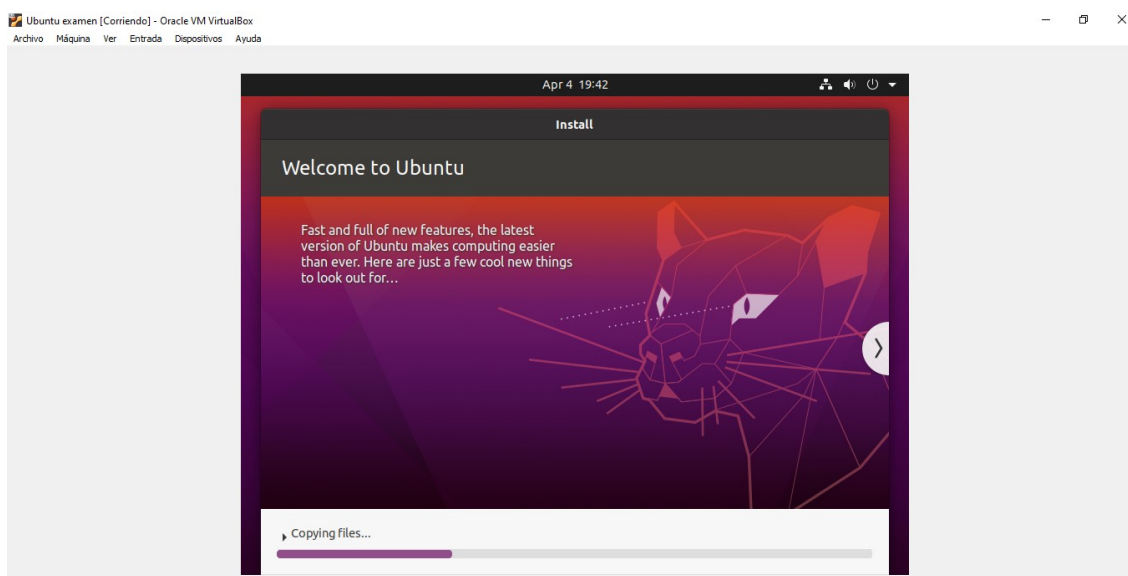 Ubuntu examen [Corriendo] - Oracle VM VirtualBox
Archivo Máquina Ver Entrada Dispositivos Ayuda
Apr 4 19:42
Install
Welcome to Ubuntu
Fast and full of new features, the latest
version of Ubuntu makes computing easier
than ever. Here are just a few cool new things
to look out for...
Copying files...